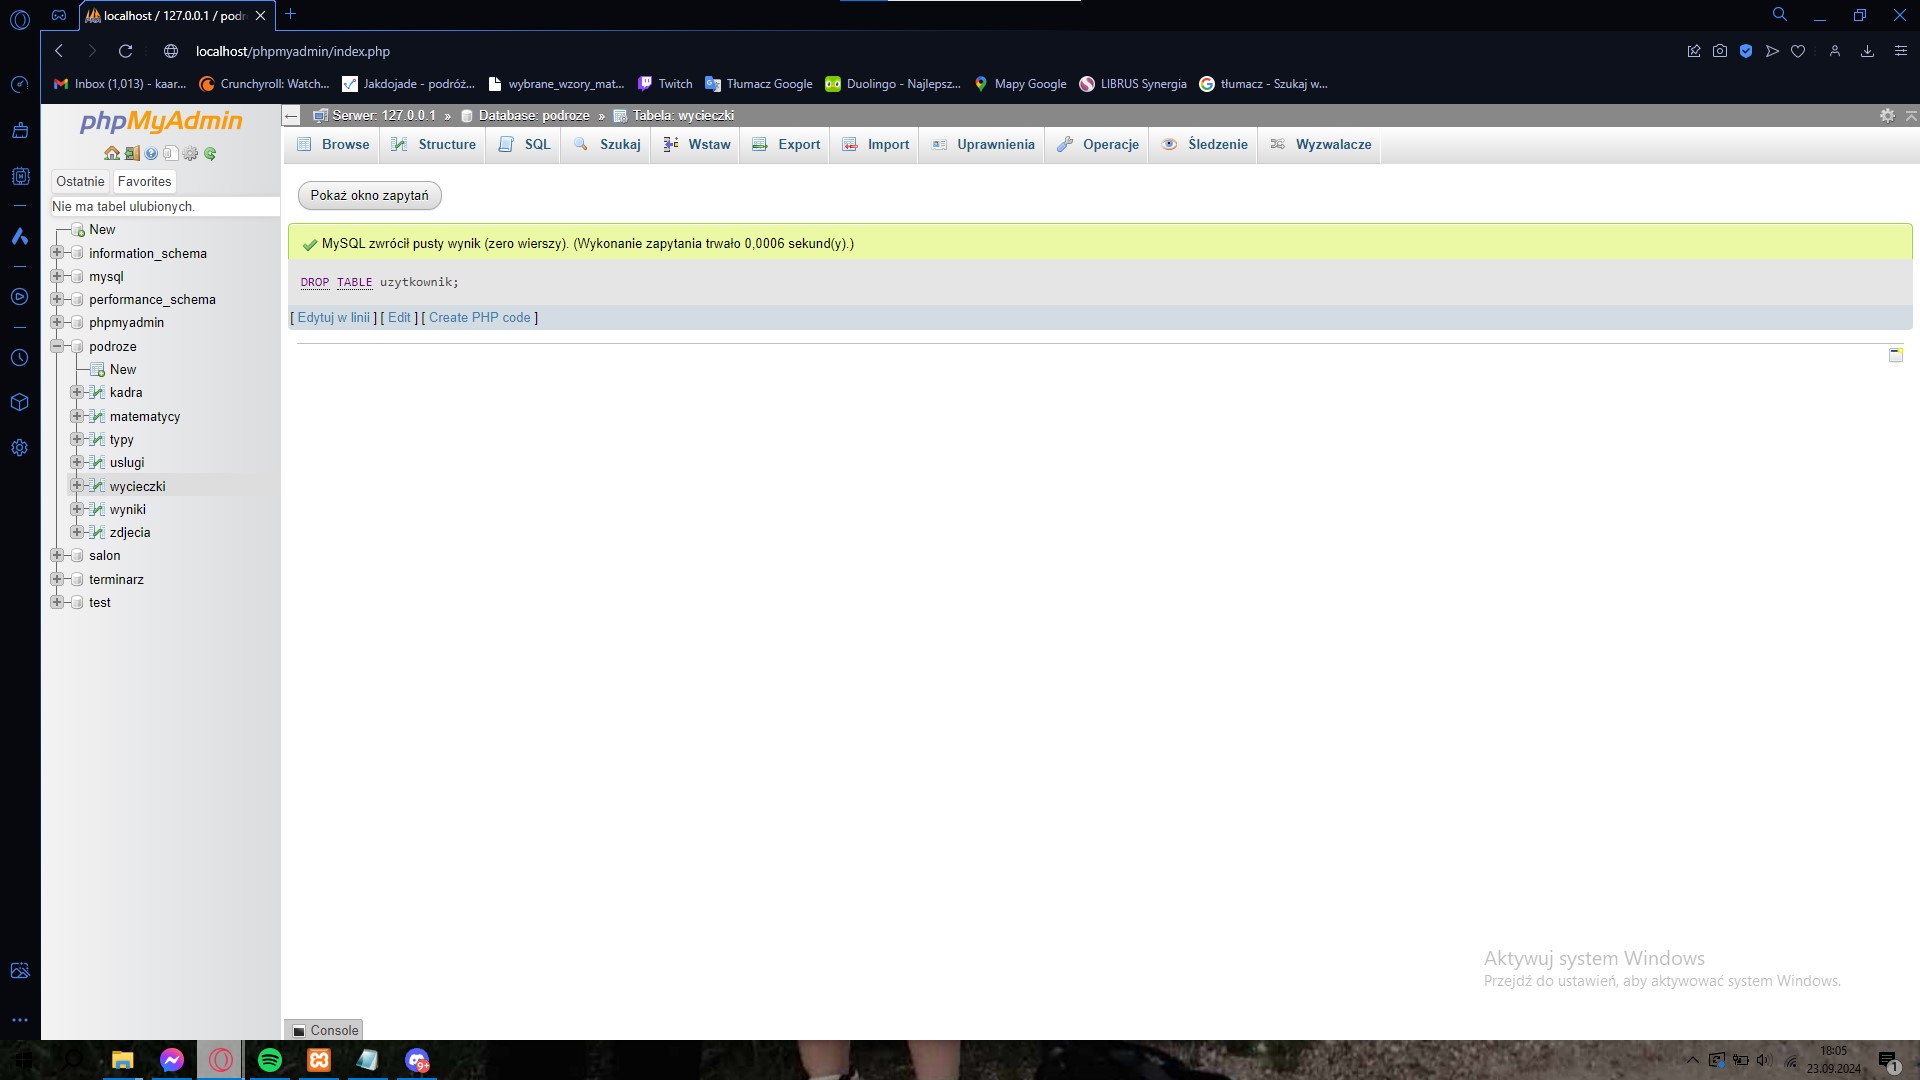 localhost / 127.0.0.1 / podr
localhost/phpmyadmin/index.php
Inbox (1,013) - kaar...
Crunchyroll: Watch...
Jakdojade - podróż...
wybrane_wzory_mat...
Twitch
Tłumacz Google
Duolingo - Najlepsz...
Mapy Google
LIBRUS Synergia
tłumacz - Szukaj w...
phpMyAdmin
Ostatnie
Favorites
Nie ma tabel ulubionych.
New
information_schema
mysql
performance_schema
phpmyadmin
podroze
New
kadra
matematycy
typy
uslugi
wycieczki
wyniki
zdjecia
salon
terminarz
test
Serwer: 127.0.0.1 » Database: podroze » Tabela: wycieczki
Browse
Structure
SQL
Szukaj
Wstaw
Export
Import
Uprawnienia
Operacje
Śledzenie
Wyzwalacze
Pokaż okno zapytań
MySQL zwrócił pusty wynik (zero wierszy). (Wykonanie zapytania trwało 0,0006 sekund(y).)
DROP TABLE uzytkownik;
[ Edytuj w linii ] [ Edit ] [ Create PHP code ]
Aktywuj system Windows
Przejdź do ustawień, aby aktywować system Windows.
Console
9+
18:05
23.09.2024
1